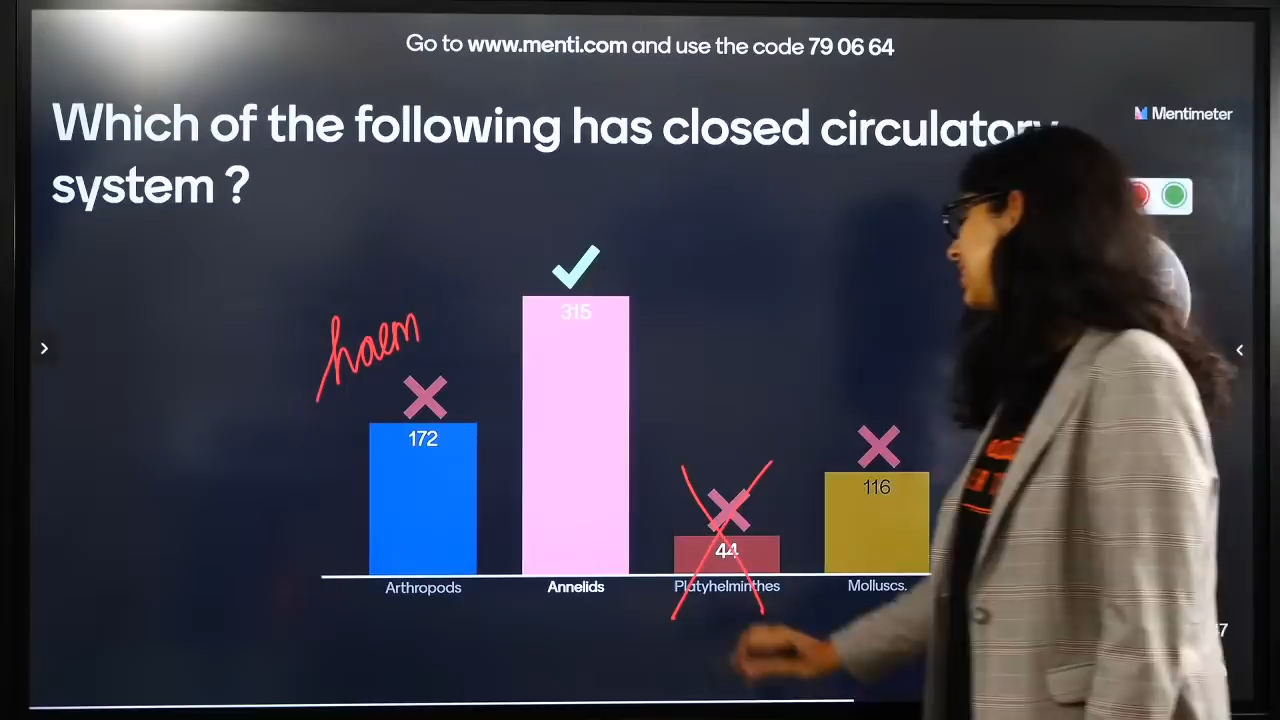 Go to www.menti.com and use the code 79 06 64
Which of the following has closed circulatory
system ?
Mentimeter
haem
315
172
116
44
Arthropods
Annelids
Platyhelminthes
Molluscs.